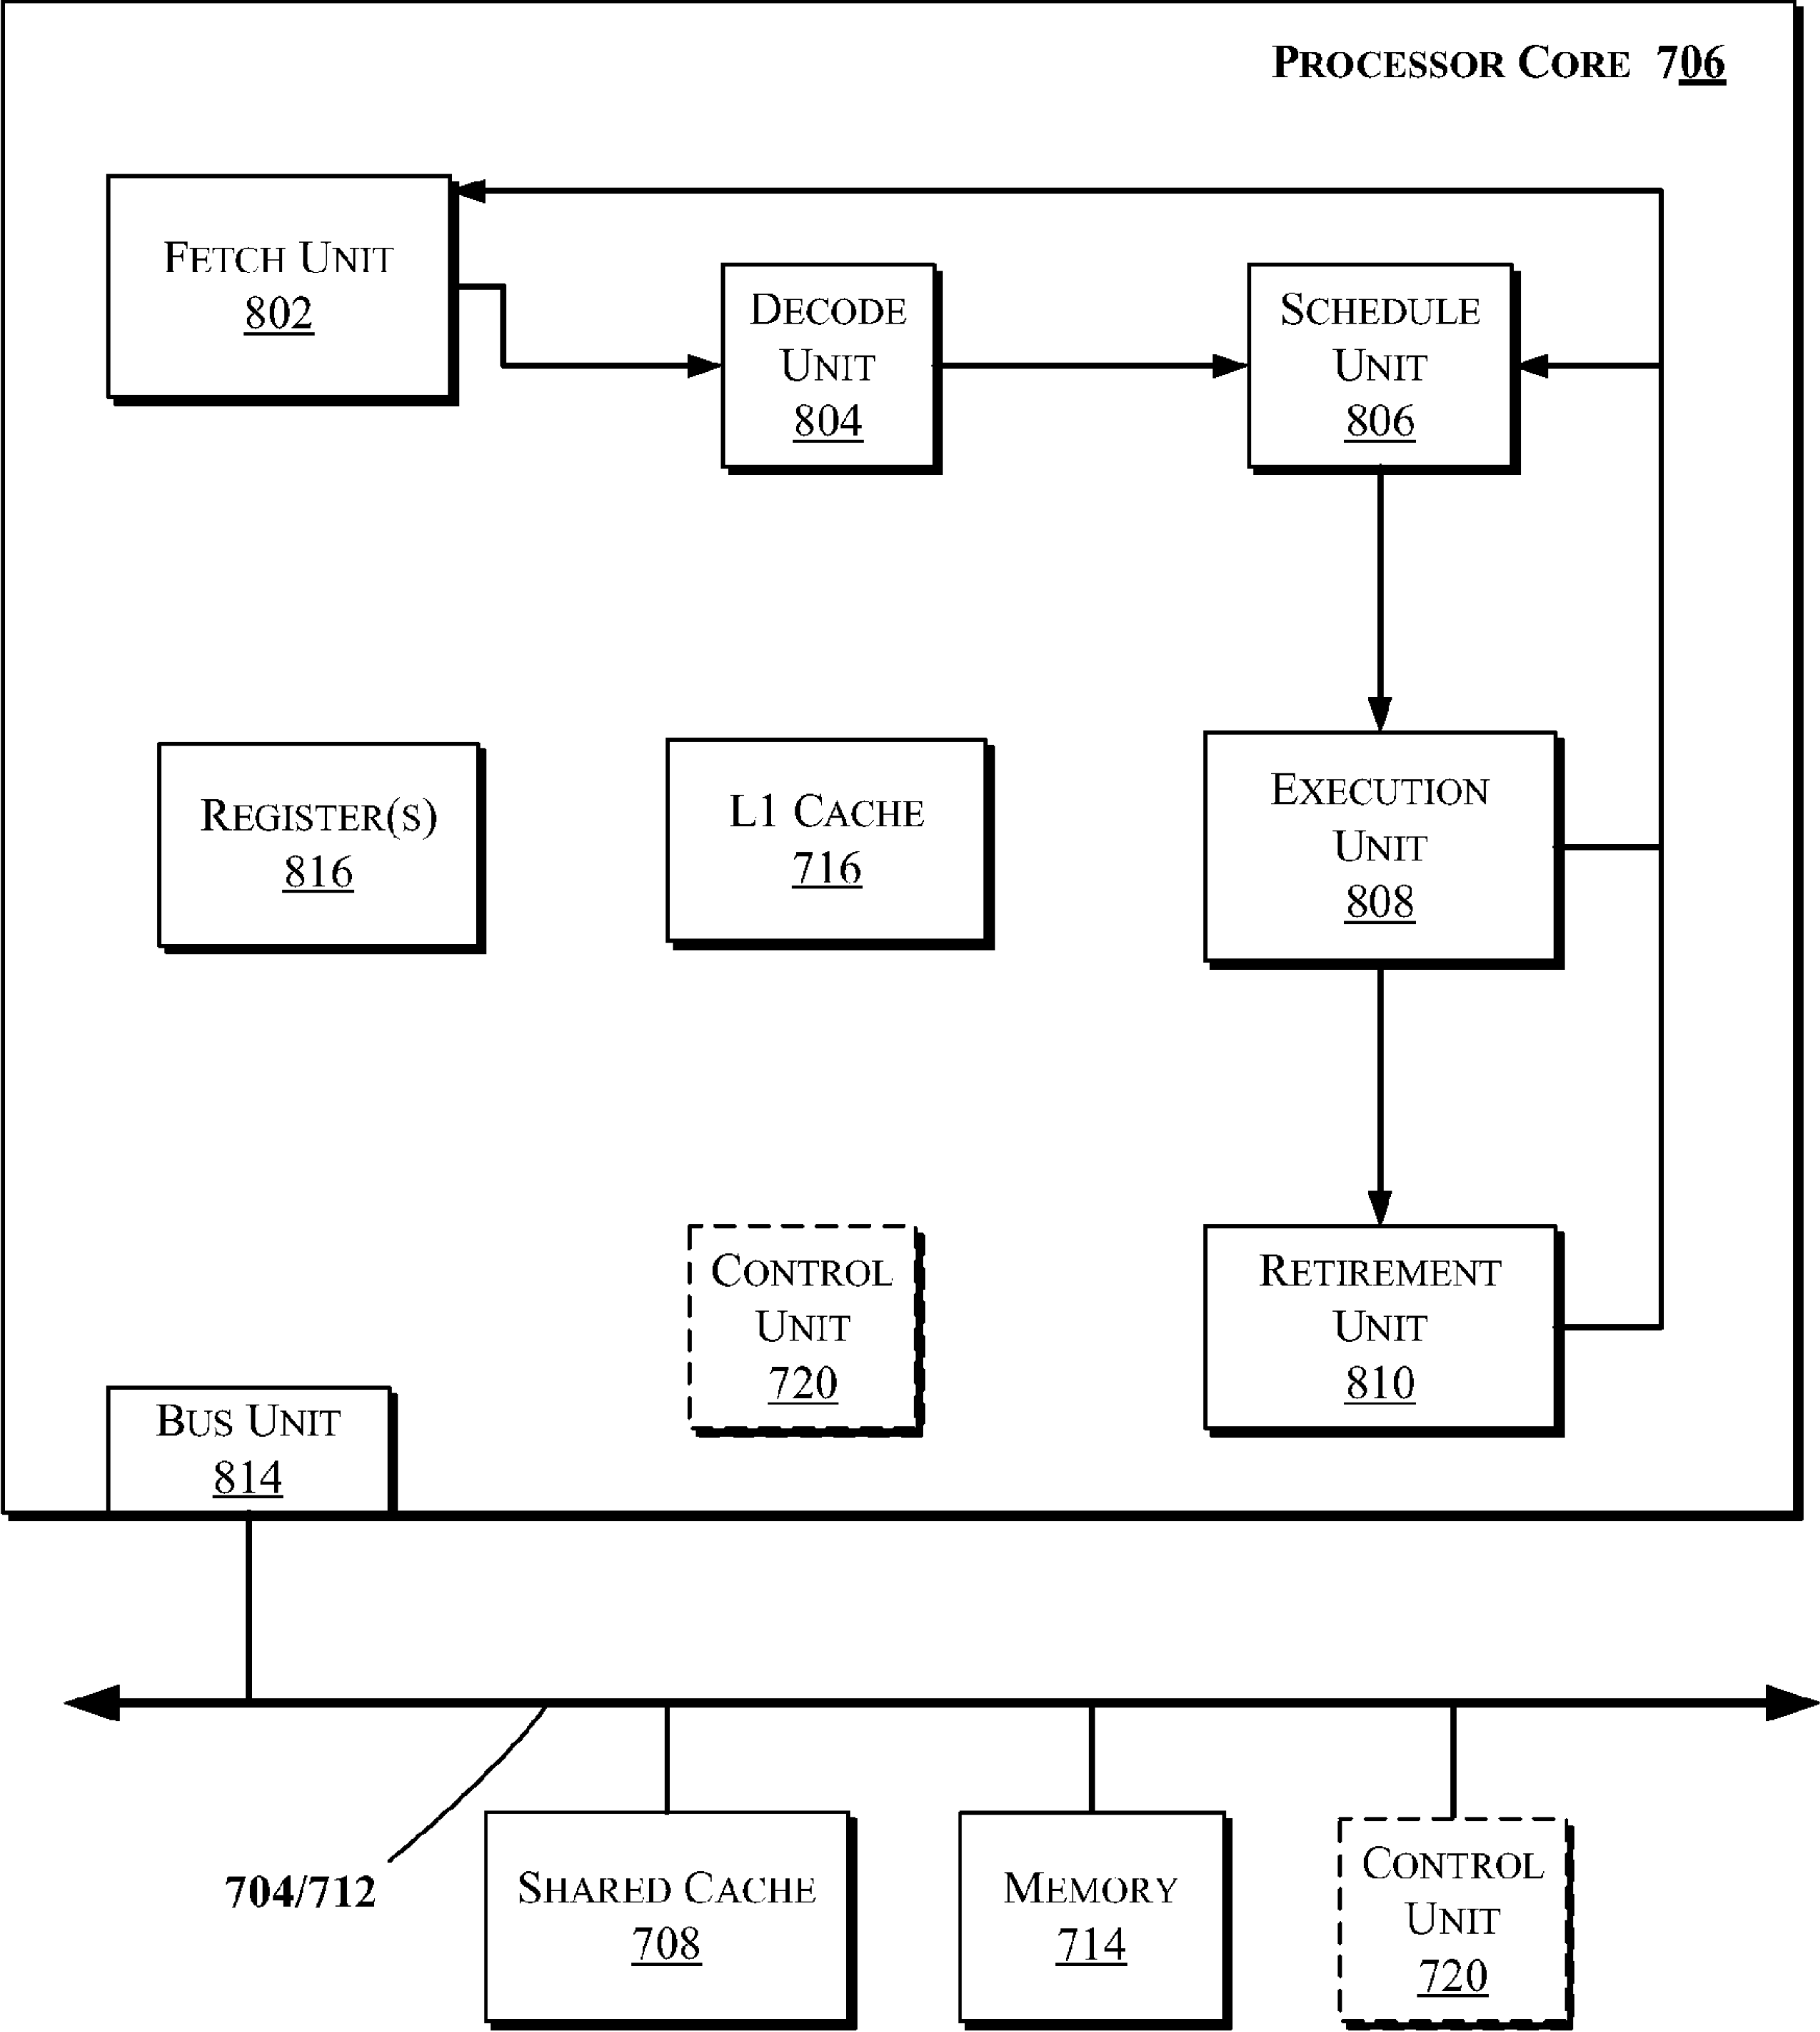 PROCESSOR CORE 706
FETCH UNIT
802
DECODE
UNIT
804
SCHEDULE
UNIT
806
REGISTER(S)
816
L1 CACHE
716
EXECUTION
UNIT
808
CONTROL
UNIT
720
RETIREMENT
UNIT
810
BUS UNIT
814
704/712
SHARED CACHE
708
MEMORY
714
CONTROL
UNIT
720